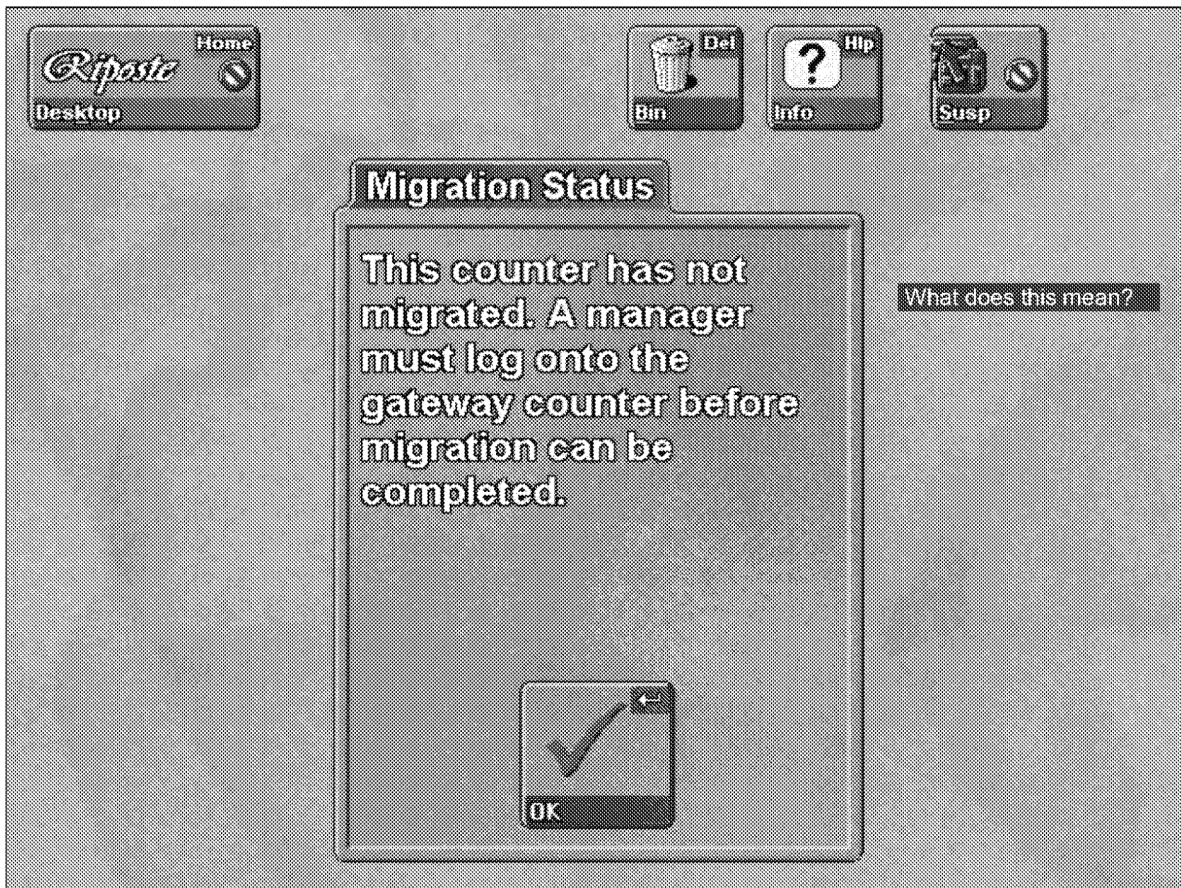 Riposte
Home
Desktop
Del
Bin
?
Hlp
Info
Susp
Migration Status
This counter has not
migrated. A manager
must log onto the
gateway counter before
migration can be
completed.
What does this mean?
OK